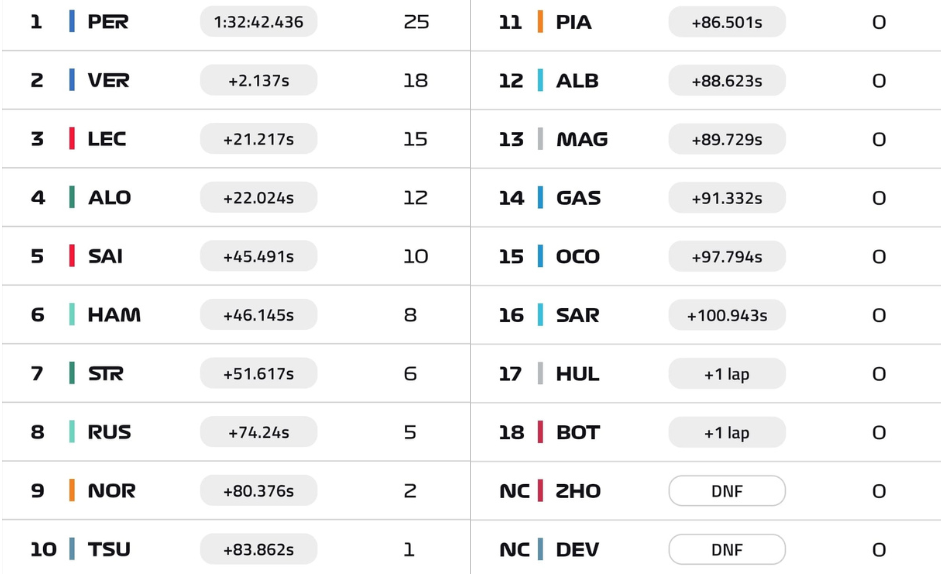 1 PER 1:32:42.436 25
2 VER +2.137s 18
3 LEC +21.217s 15
4 ALO +22.024s 12
5 SAI +45.491s 10
6 HAM +46.145s 8
7 STR +51.617s 6
8 RUS +74.24s 5
9 NOR +80.376s 2
10 TSU +83.862s 1
11 PIA +86.501s 0
12 ALB +88.623s 0
13 MAG +89.729s 0
14 GAS +91.332s 0
15 OCO +97.794s 0
16 SAR +100.943s 0
17 HUL +1 lap 0
18 BOT +1 lap 0
NC ZHO DNF 0
NC DEV DNF 0